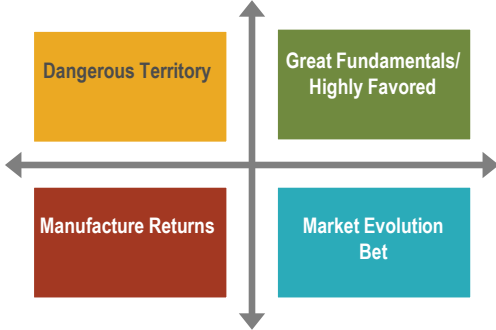 Dangerous Territory
Great Fundamentals/
Highly Favored
Manufacture Returns
Market Evolution
Bet